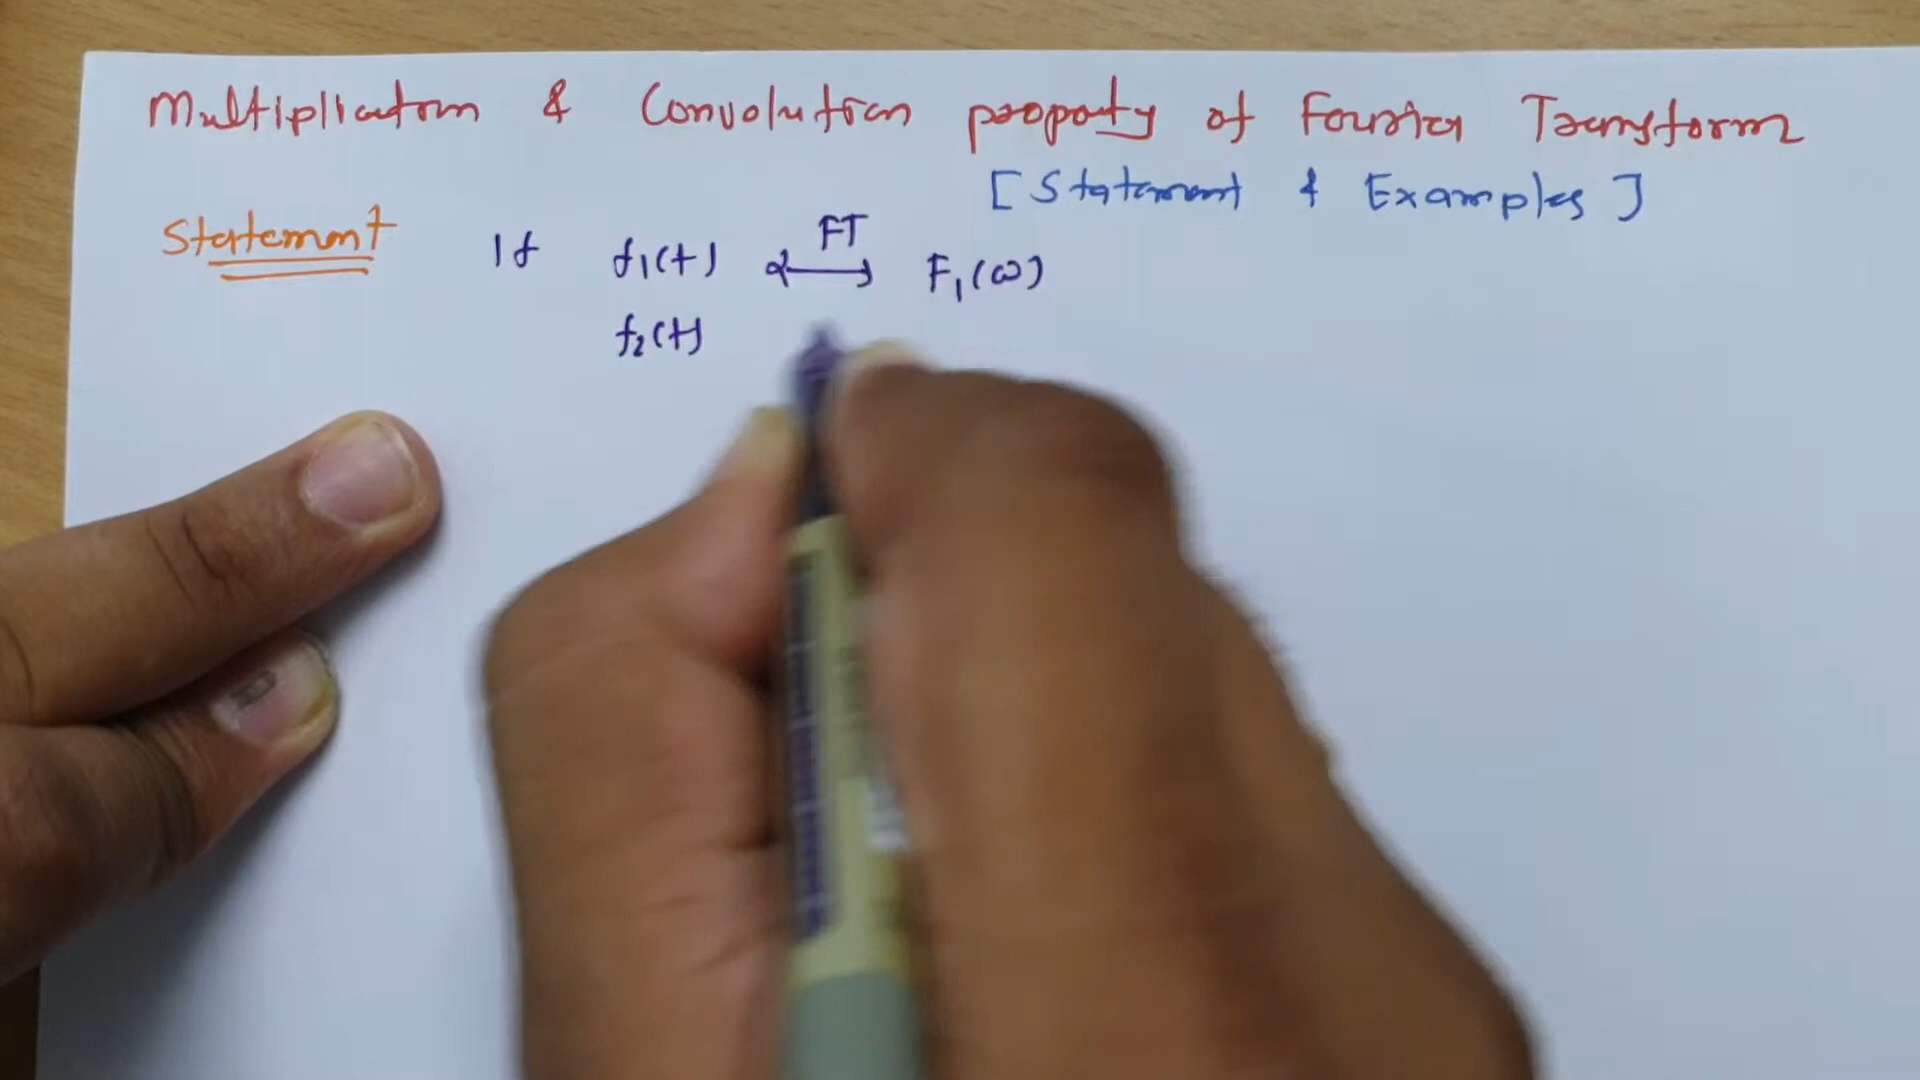 Multiplication & Convolution property of Fourier Transform
[Statement & Examples]
Statement If f₁(t) ⟷ F₁(ω)
FT
f₂(t)